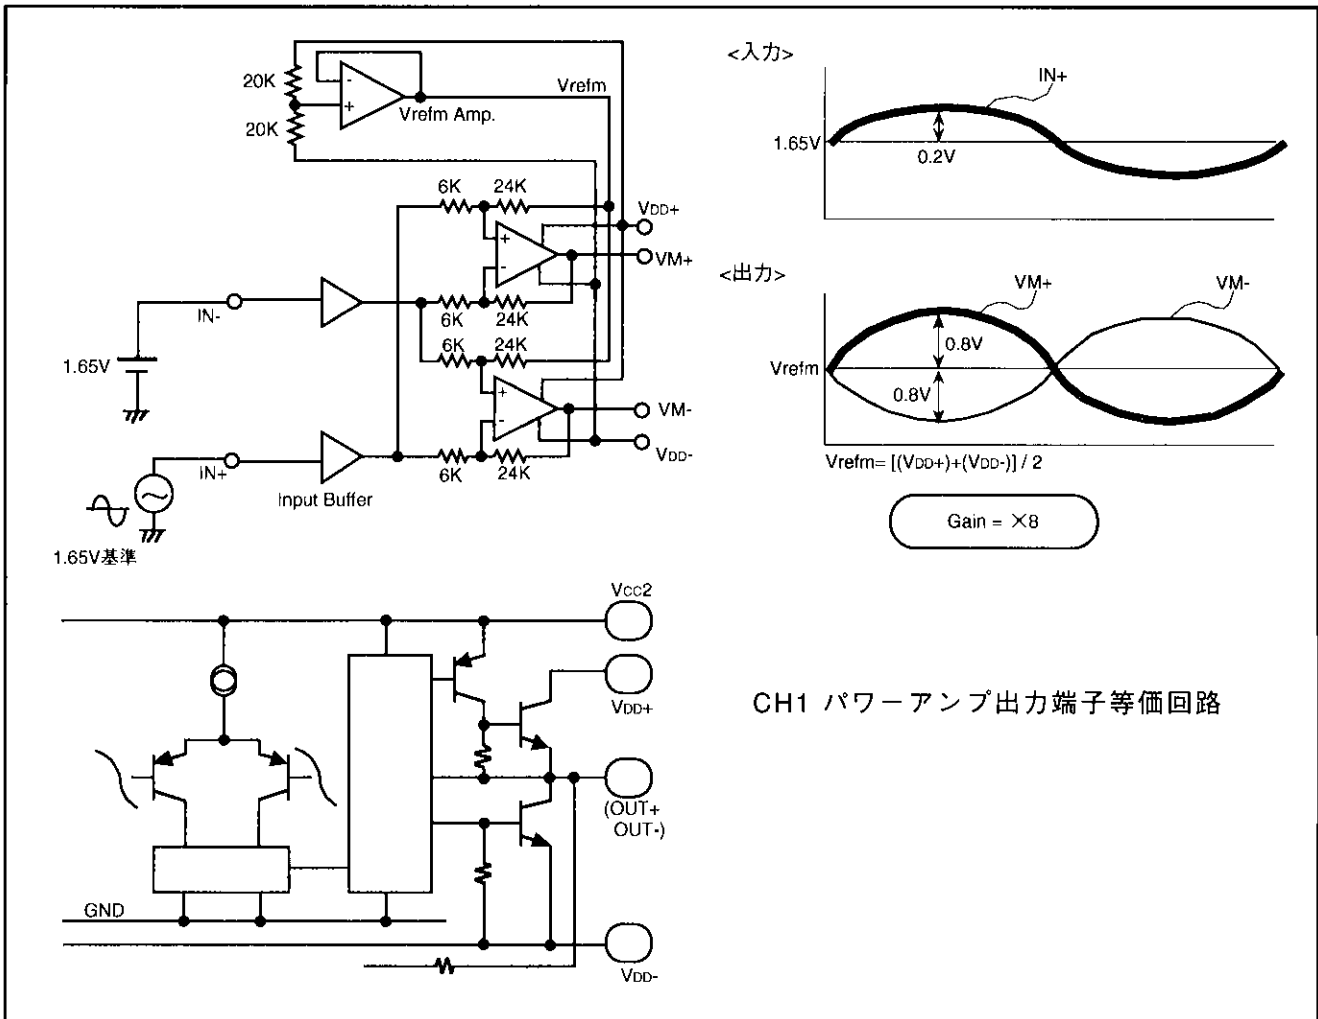 20K
20K
Vrefm Amp.
Vrefm
6K 24K
VDD+
VM+
IN-
6K 24K
6K 24K
1.65V
VM-
VDD-
IN+
6K 24K
Input Buffer
1.65V基準
<入力>
IN+
1.65V
0.2V
<出力>
VM+
VM-
0.8V
Vrefm
0.8V
Vrefm= [(VDD+)+(VDD-)] / 2
Gain = ×8
VCC2
VDD+
(OUT+
OUT-)
GND
VDD-
CH1 パワーアンプ出力端子等価回路
+
-
+
-
+
-